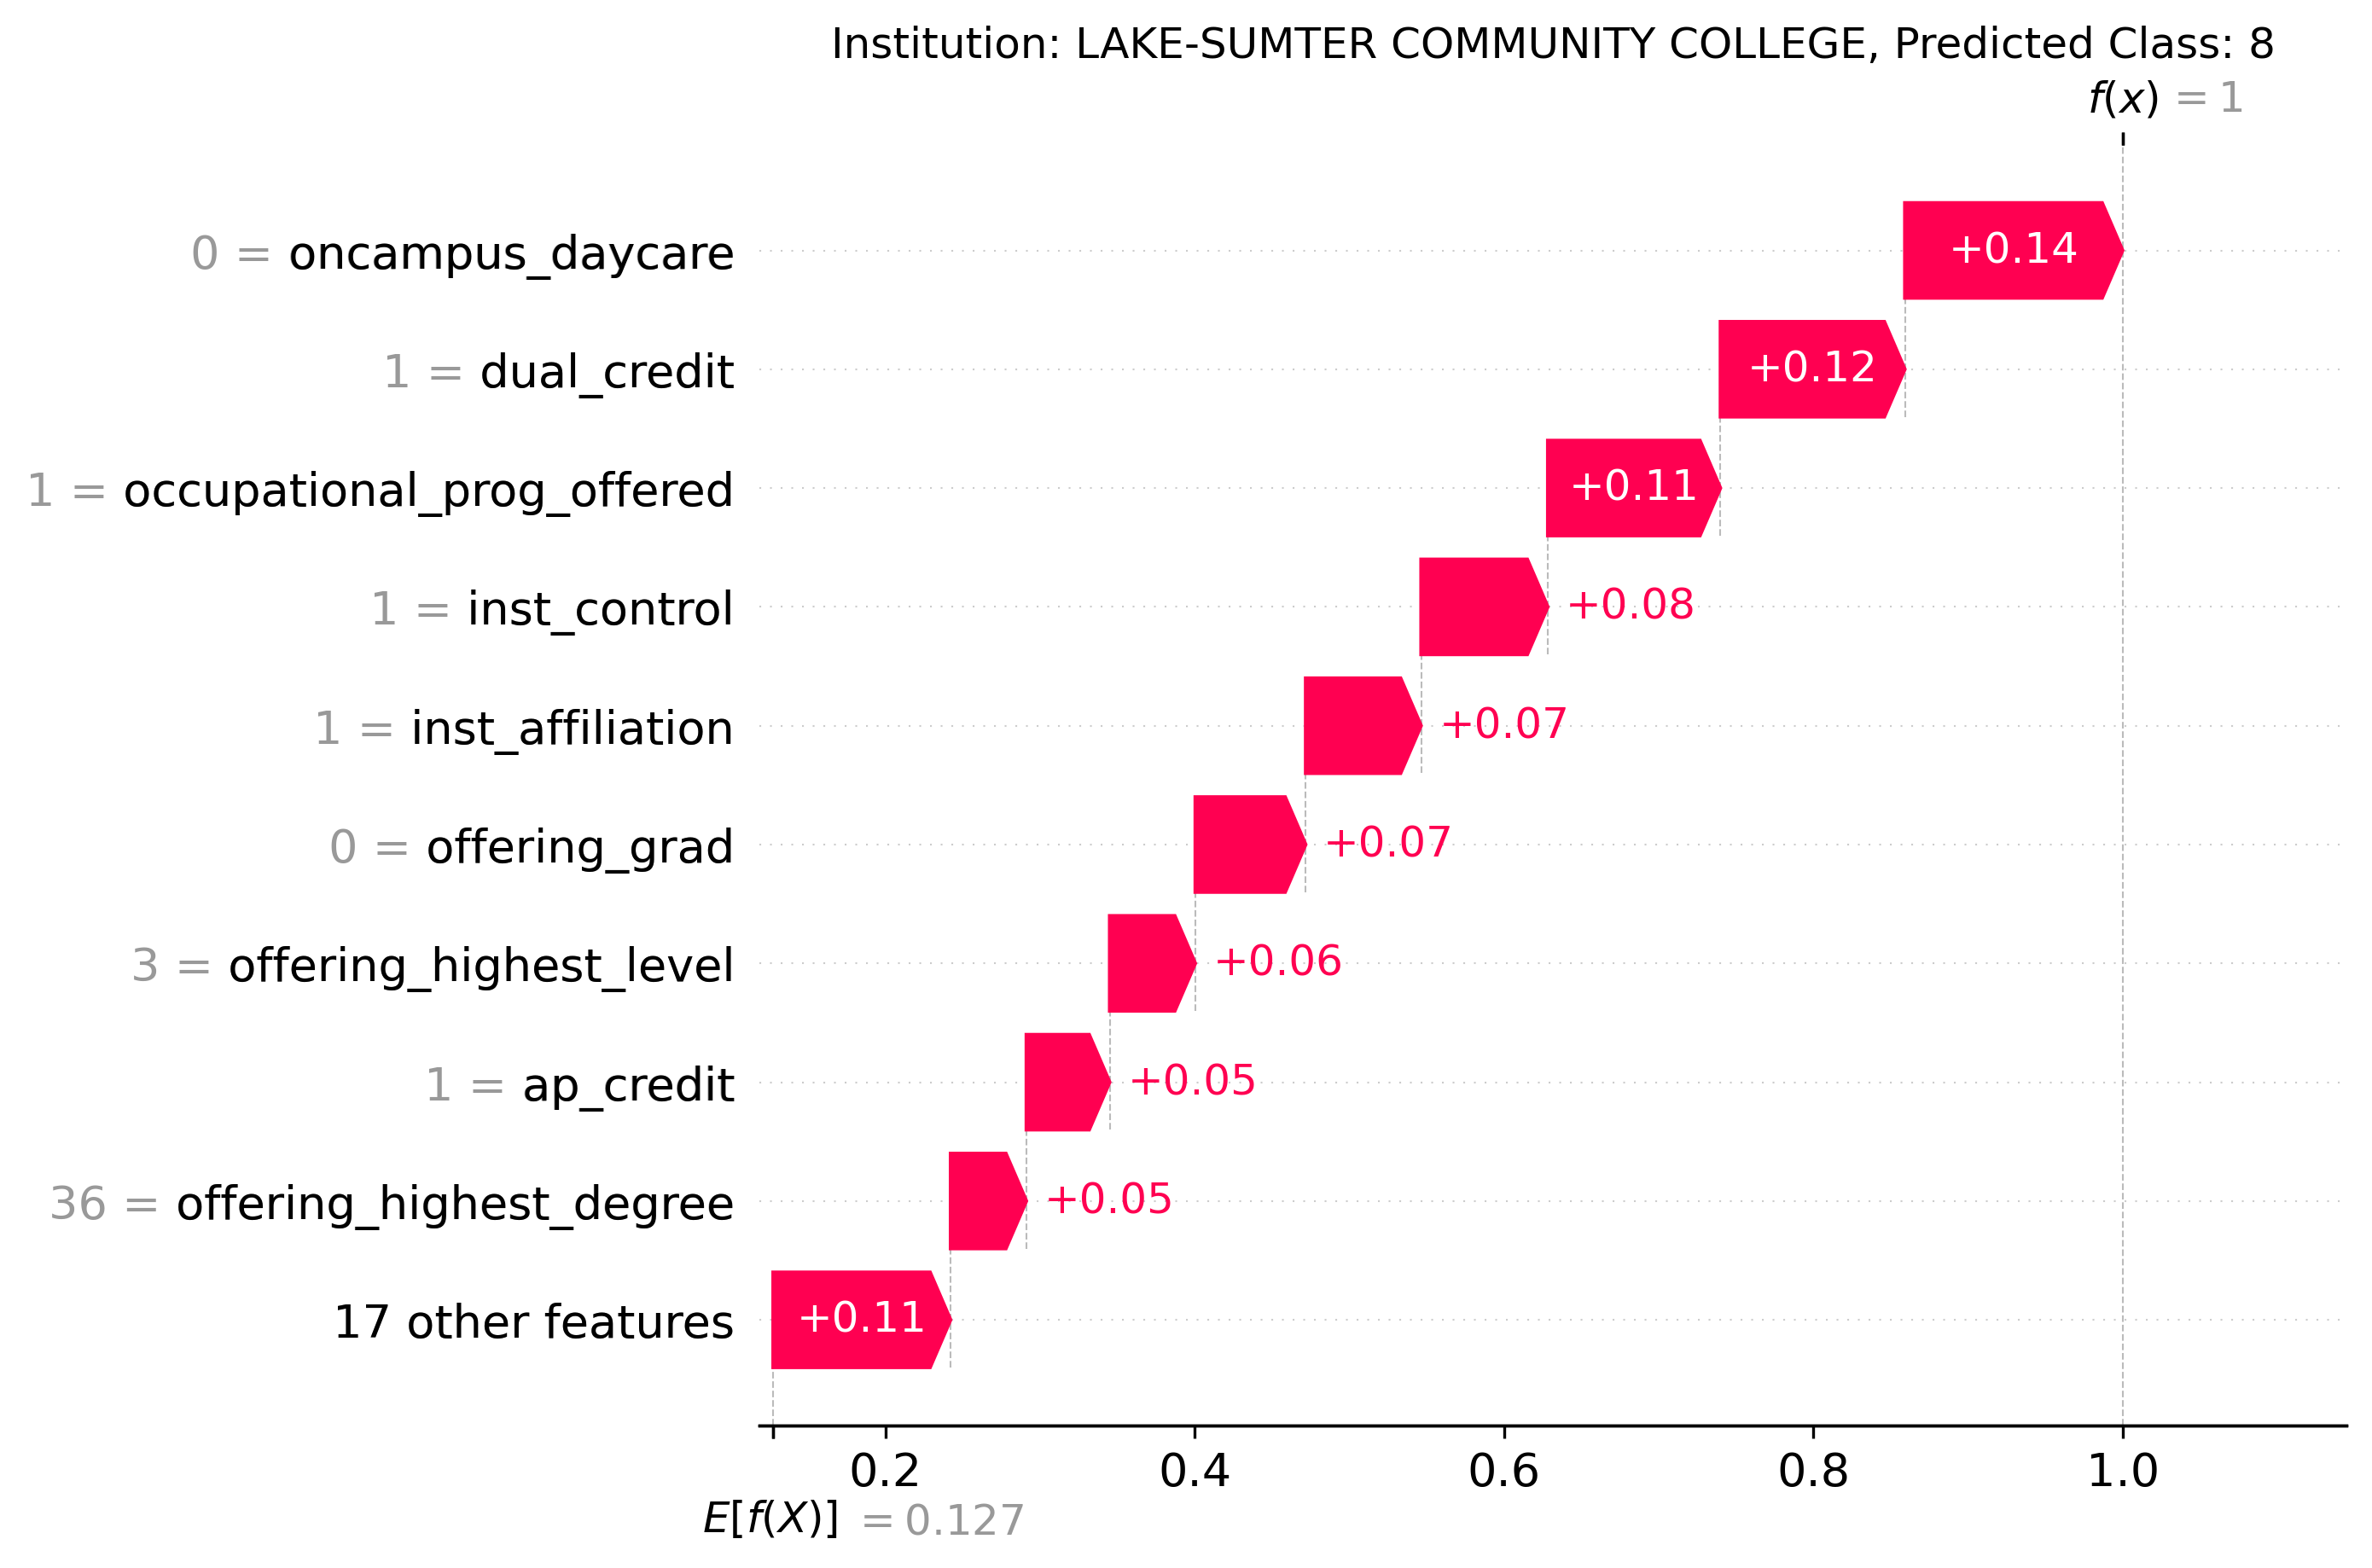 Institution: LAKE-SUMTER COMMUNITY COLLEGE, Predicted Class: 8
f(x) = 1
0 = oncampus_daycare +0.14
1 = dual_credit +0.12
1 = occupational_prog_offered +0.11
1 = inst_control +0.08
1 = inst_affiliation +0.07
0 = offering_grad +0.07
3 = offering_highest_level +0.06
1 = ap_credit +0.05
36 = offering_highest_degree +0.05
17 other features +0.11
0.2 0.4 0.6 0.8 1.0
E[f(X)] = 0.127